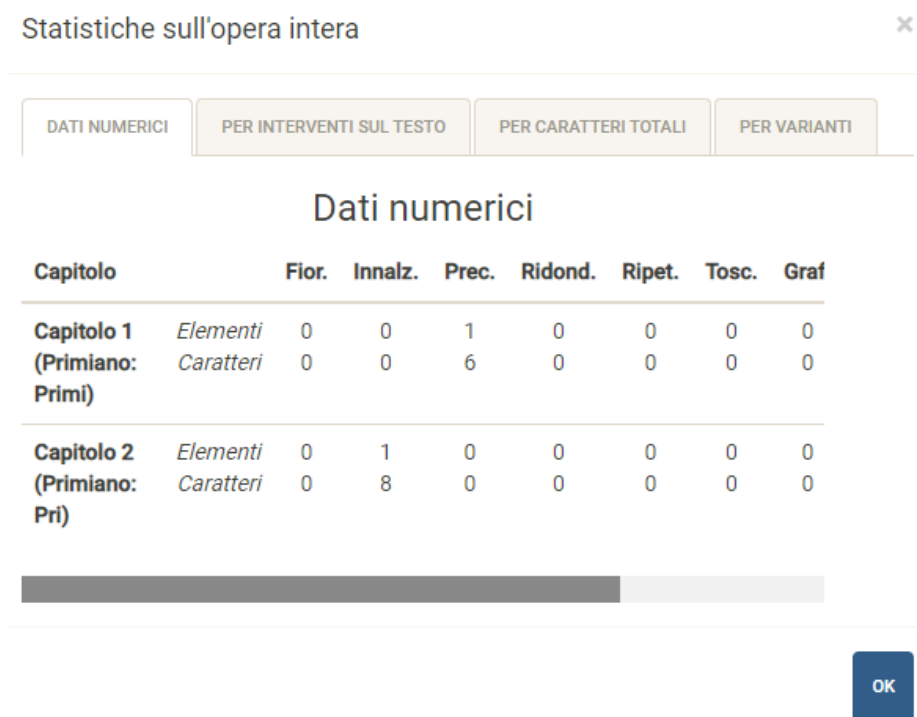 Statistiche sull'opera intera ×
DATI NUMERICI PER INTERVENTI SUL TESTO PER CARATTERI TOTALI PER VARIANTI
Dati numerici
Capitolo Fior. Innalz. Prec. Ridond. Ripet. Tosc. Graf
Capitolo 1 Elementi 0 0 1 0 0 0 0
(Primiano: Caratteri 0 0 6 0 0 0 0
Primi)
Capitolo 2 Elementi 0 1 0 0 0 0 0
(Primiano: Caratteri 0 8 0 0 0 0 0
Pri)
OK